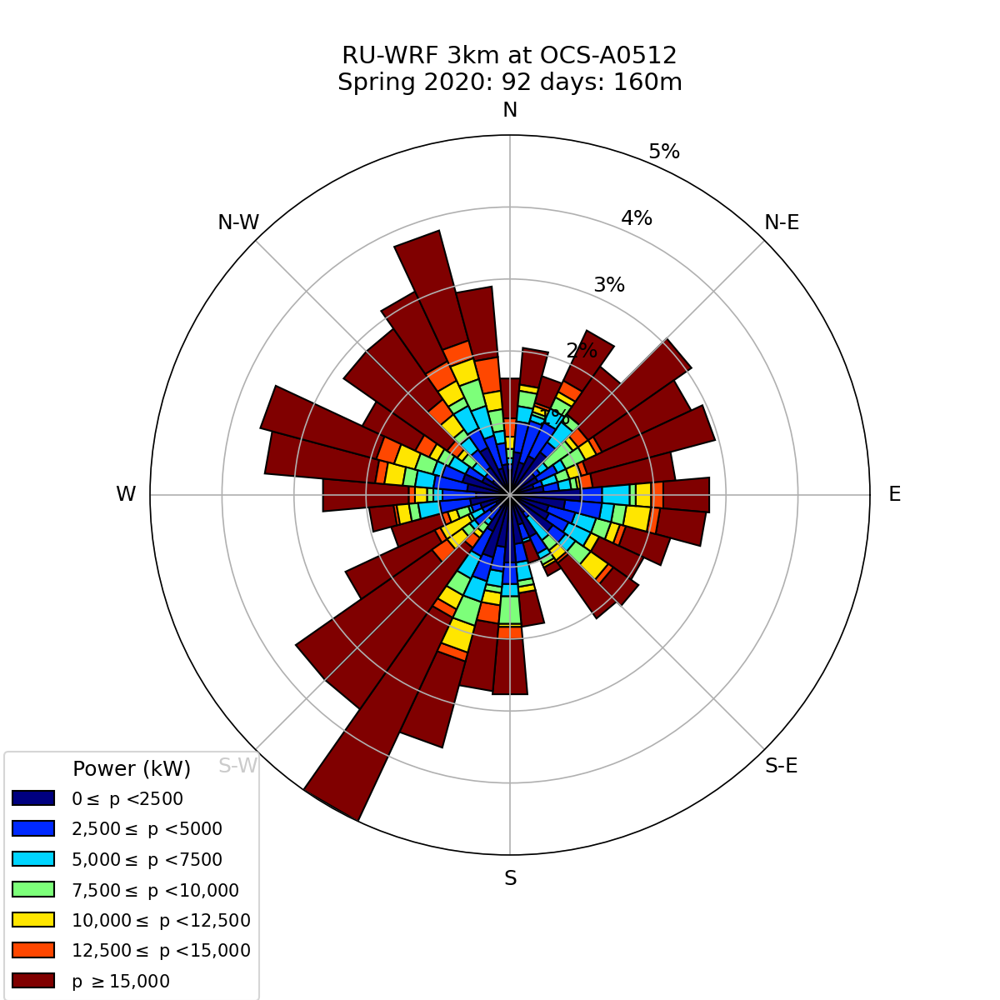 RU-WRF 3km at OCS-A0512
Spring 2020: 92 days: 160m
N
5%
N-W
4%
N-E
3%
2%
1%
W
E
S-W
S-E
S
Power (kW)
0≤ p <2500
2,500≤ p <5000
5,000≤ p <7500
7,500≤ p <10,000
10,000≤ p <12,500
12,500≤ p <15,000
p ≥15,000